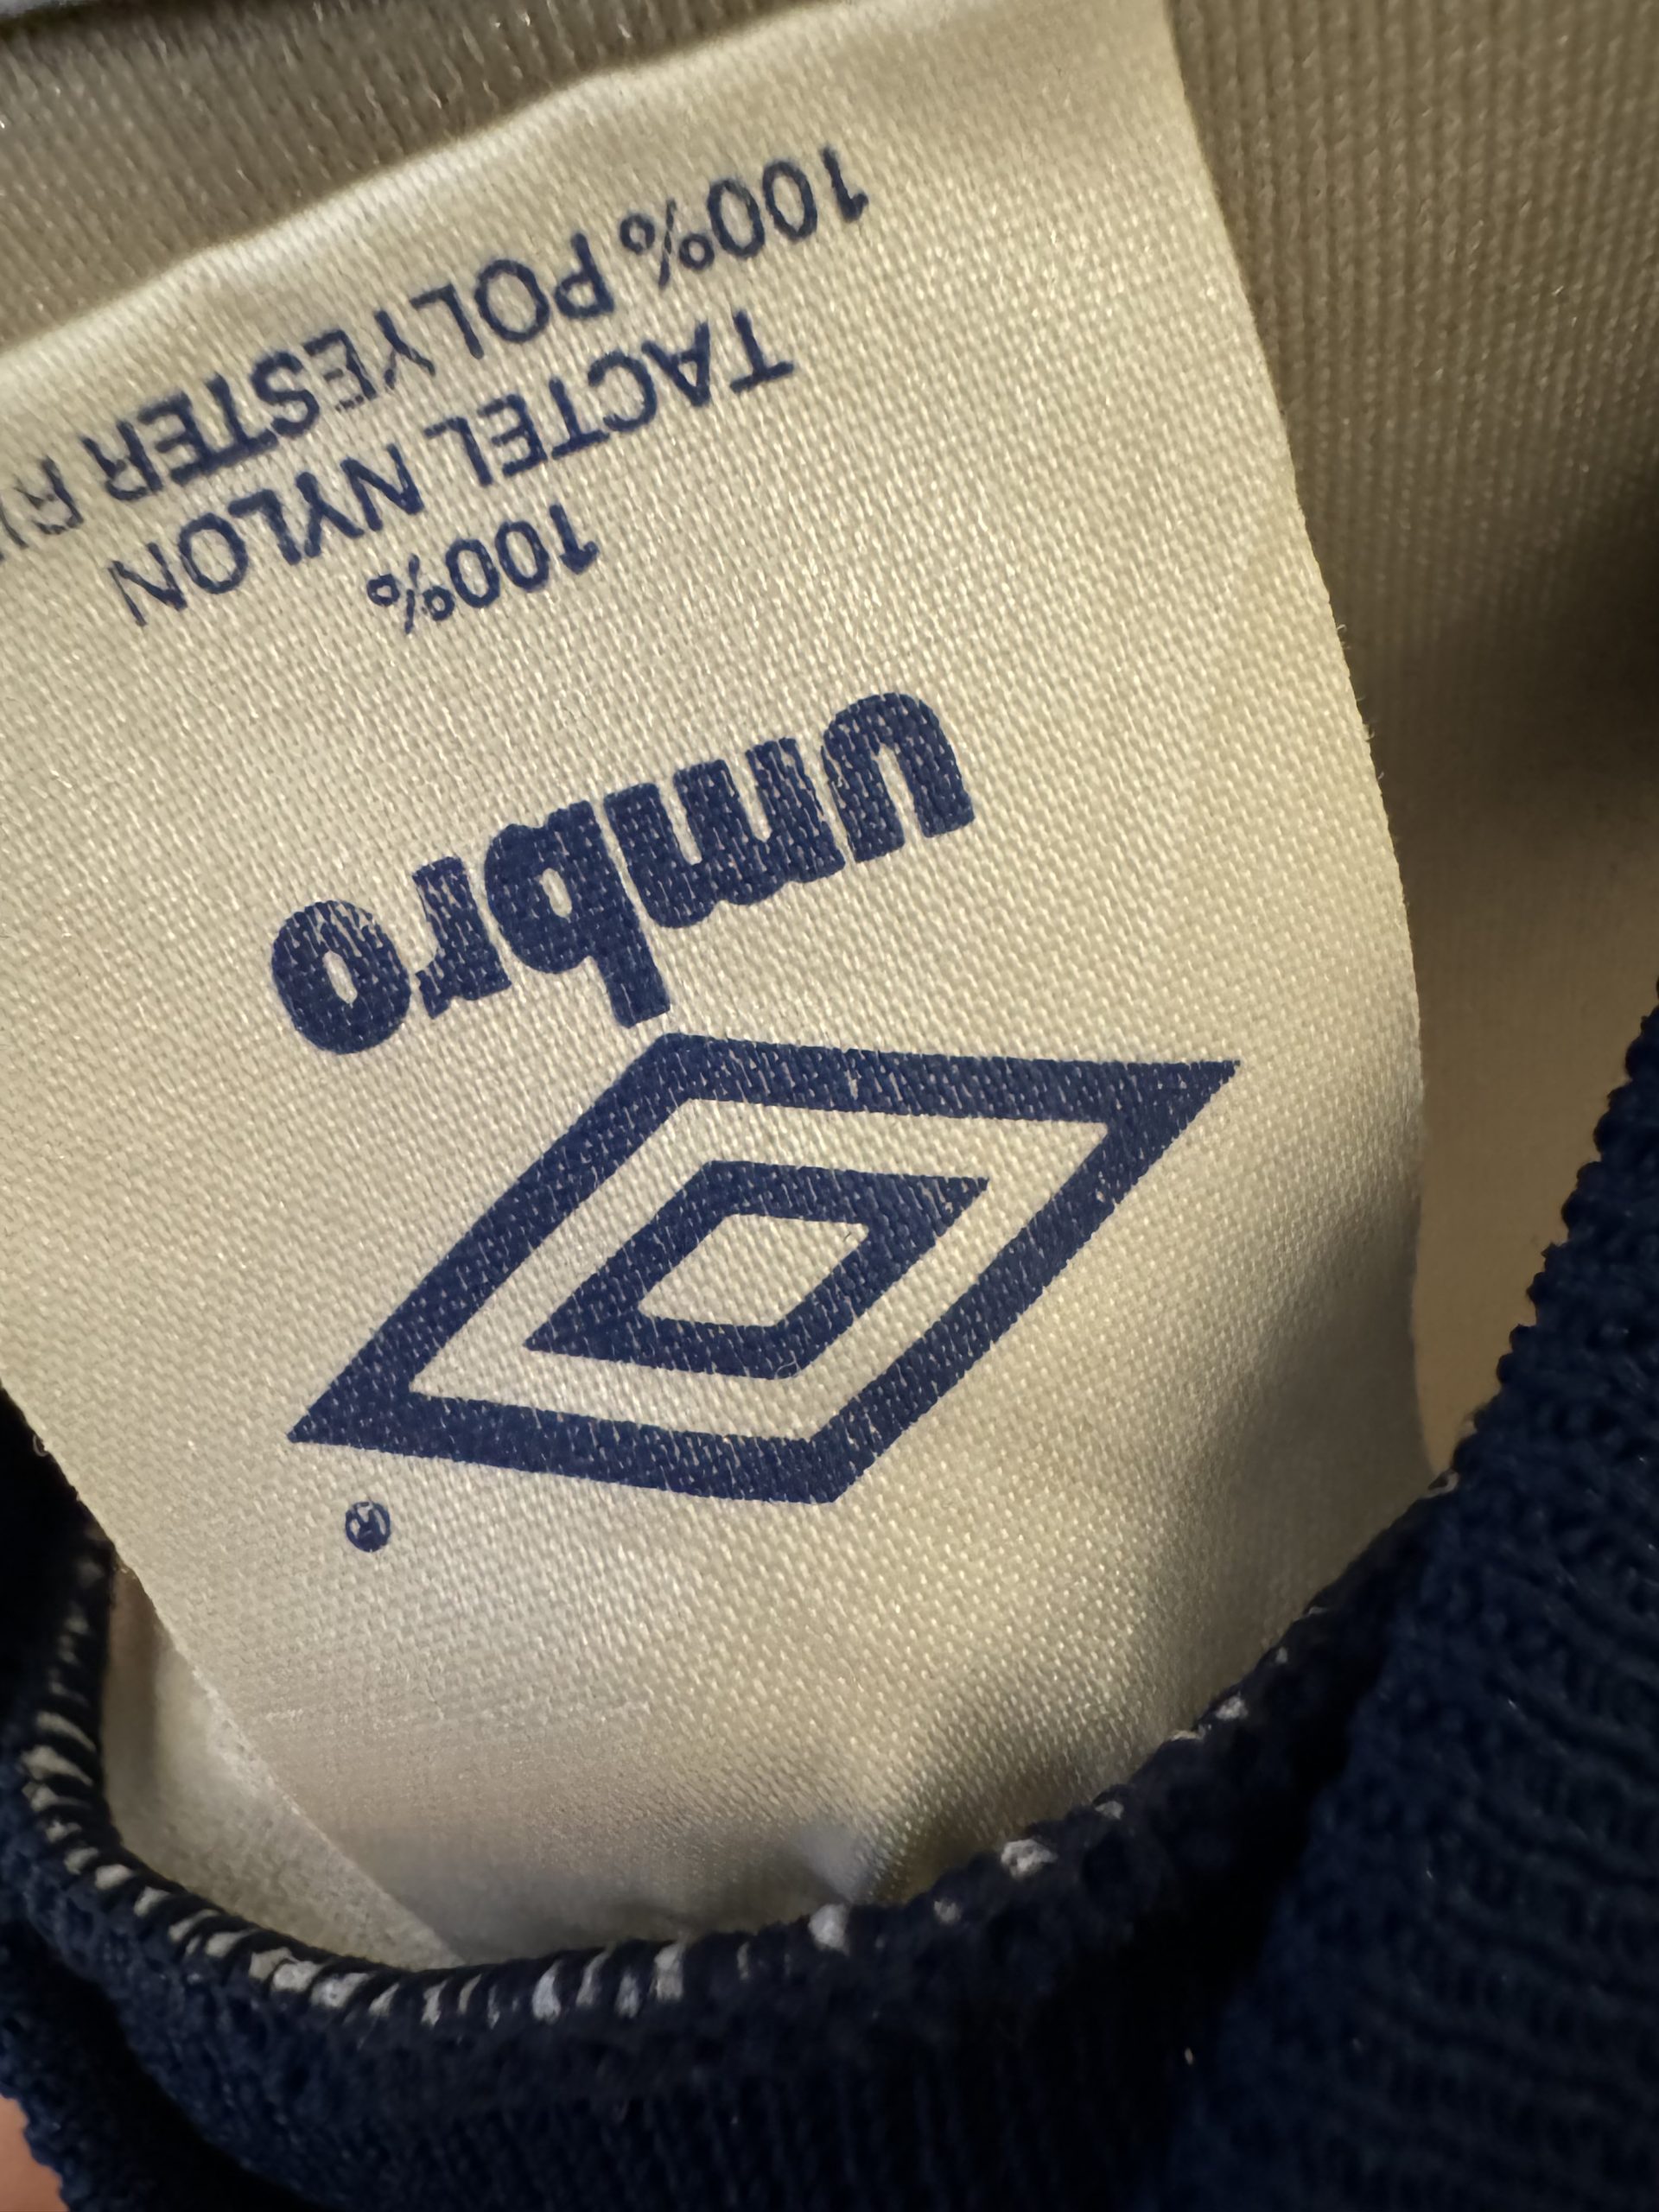 ®
umbro
100%
TACTEL NYLON
100% POLYESTER